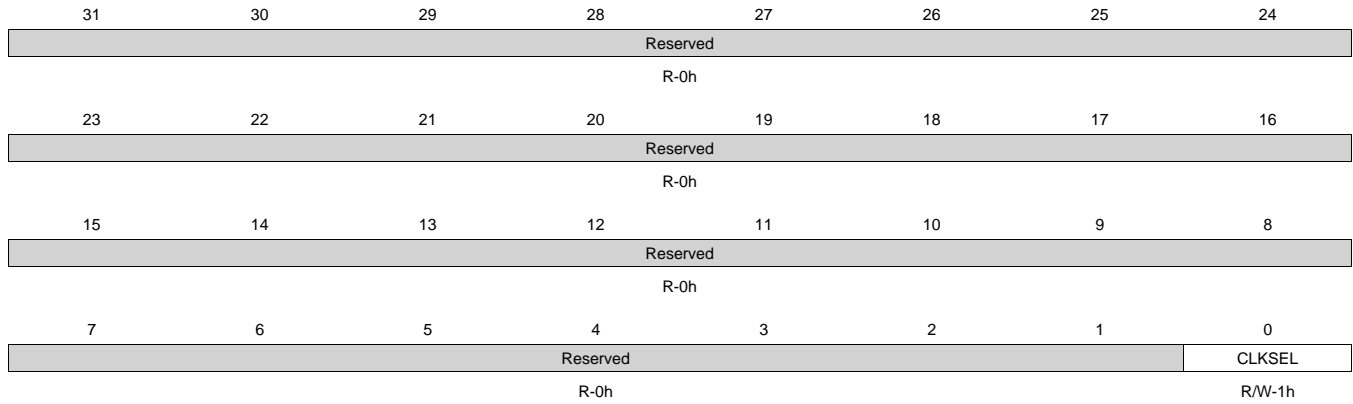 31 30 29 28 27 26 25 24
Reserved
R-0h
23 22 21 20 19 18 17 16
Reserved
R-0h
15 14 13 12 11 10 9 8
Reserved
R-0h
7 6 5 4 3 2 1 0
Reserved CLKSEL
R-0h R/W-1h